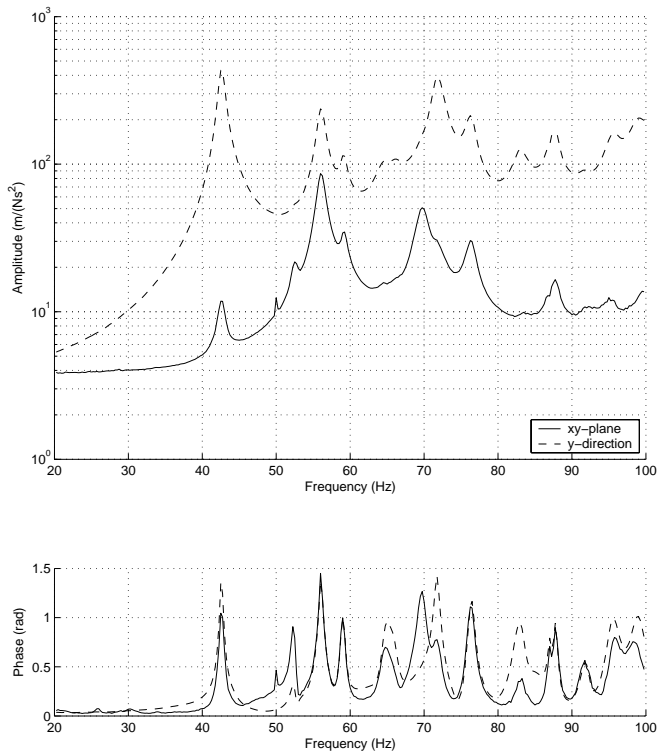 10^3
10^2
10^1
10^0
Amplitude (m/(Ns^2)
20 30 40 50 60 70 80 90 100
Frequency (Hz)
xy−plane
y−direction
1.5
1
0.5
0
Phase (rad)
20 30 40 50 60 70 80 90 100
Frequency (Hz)